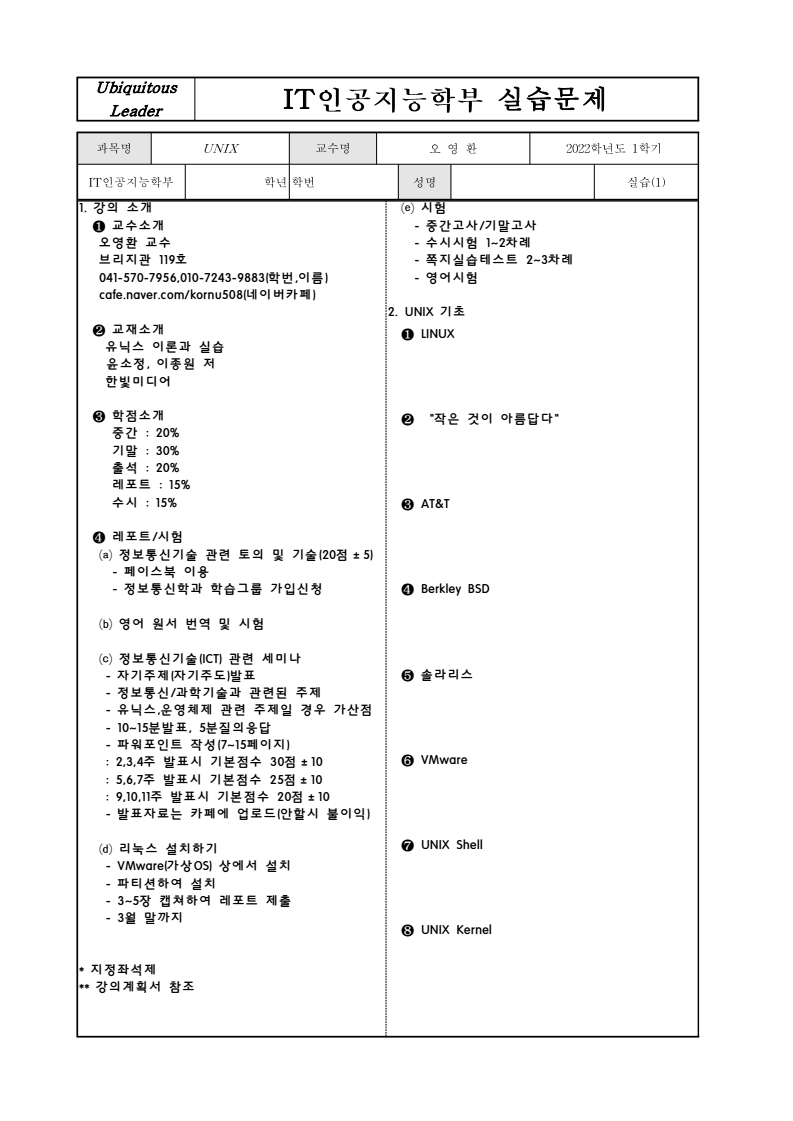 Ubiquitous
Leader
IT인공지능학부 실습문제
과목명 UNIX 교수명 오 영 환 2022학년도 1학기
IT인공지능학부 학년 학번 성명 실습(1)
1. 강의 소개
❶ 교수소개
오영환 교수
브리지관 119호
041-570-7956,010-7243-9883(학번,이름)
cafe.naver.com/kornu508(네이버카페)
❷ 교재소개
유닉스 이론과 실습
윤소정, 이종원 저
한빛미디어
❸ 학점소개
중간 : 20%
기말 : 30%
출석 : 20%
레포트 : 15%
수시 : 15%
❹ 레포트/시험
(a) 정보통신기술 관련 토의 및 기술(20점 ± 5)
- 페이스북 이용
- 정보통신학과 학습그룹 가입신청
(b) 영어 원서 번역 및 시험
(c) 정보통신기술(ICT) 관련 세미나
- 자기주제(자기주도)발표
- 정보통신/과학기술과 관련된 주제
- 유닉스,운영체제 관련 주제일 경우 가산점
- 10~15분발표, 5분질의응답
- 파워포인트 작성(7~15페이지)
: 2,3,4주 발표시 기본점수 30점 ± 10
: 5,6,7주 발표시 기본점수 25점 ± 10
: 9,10,11주 발표시 기본점수 20점 ± 10
- 발표자료는 카페에 업로드(안할시 불이익)
(d) 리눅스 설치하기
- VMware(가상OS) 상에서 설치
- 파티션하여 설치
- 3~5장 캡쳐하여 레포트 제출
- 3월 말까지
* 지정좌석제
** 강의계획서 참조
(e) 시험
- 중간고사/기말고사
- 수시시험 1~2차례
- 쪽지실습테스트 2~3차례
- 영어시험
2. UNIX 기초
❶ LINUX
❷ "작은 것이 아름답다"
❸ AT&T
❹ Berkley BSD
❺ 솔라리스
❻ VMware
❼ UNIX Shell
❽ UNIX Kernel